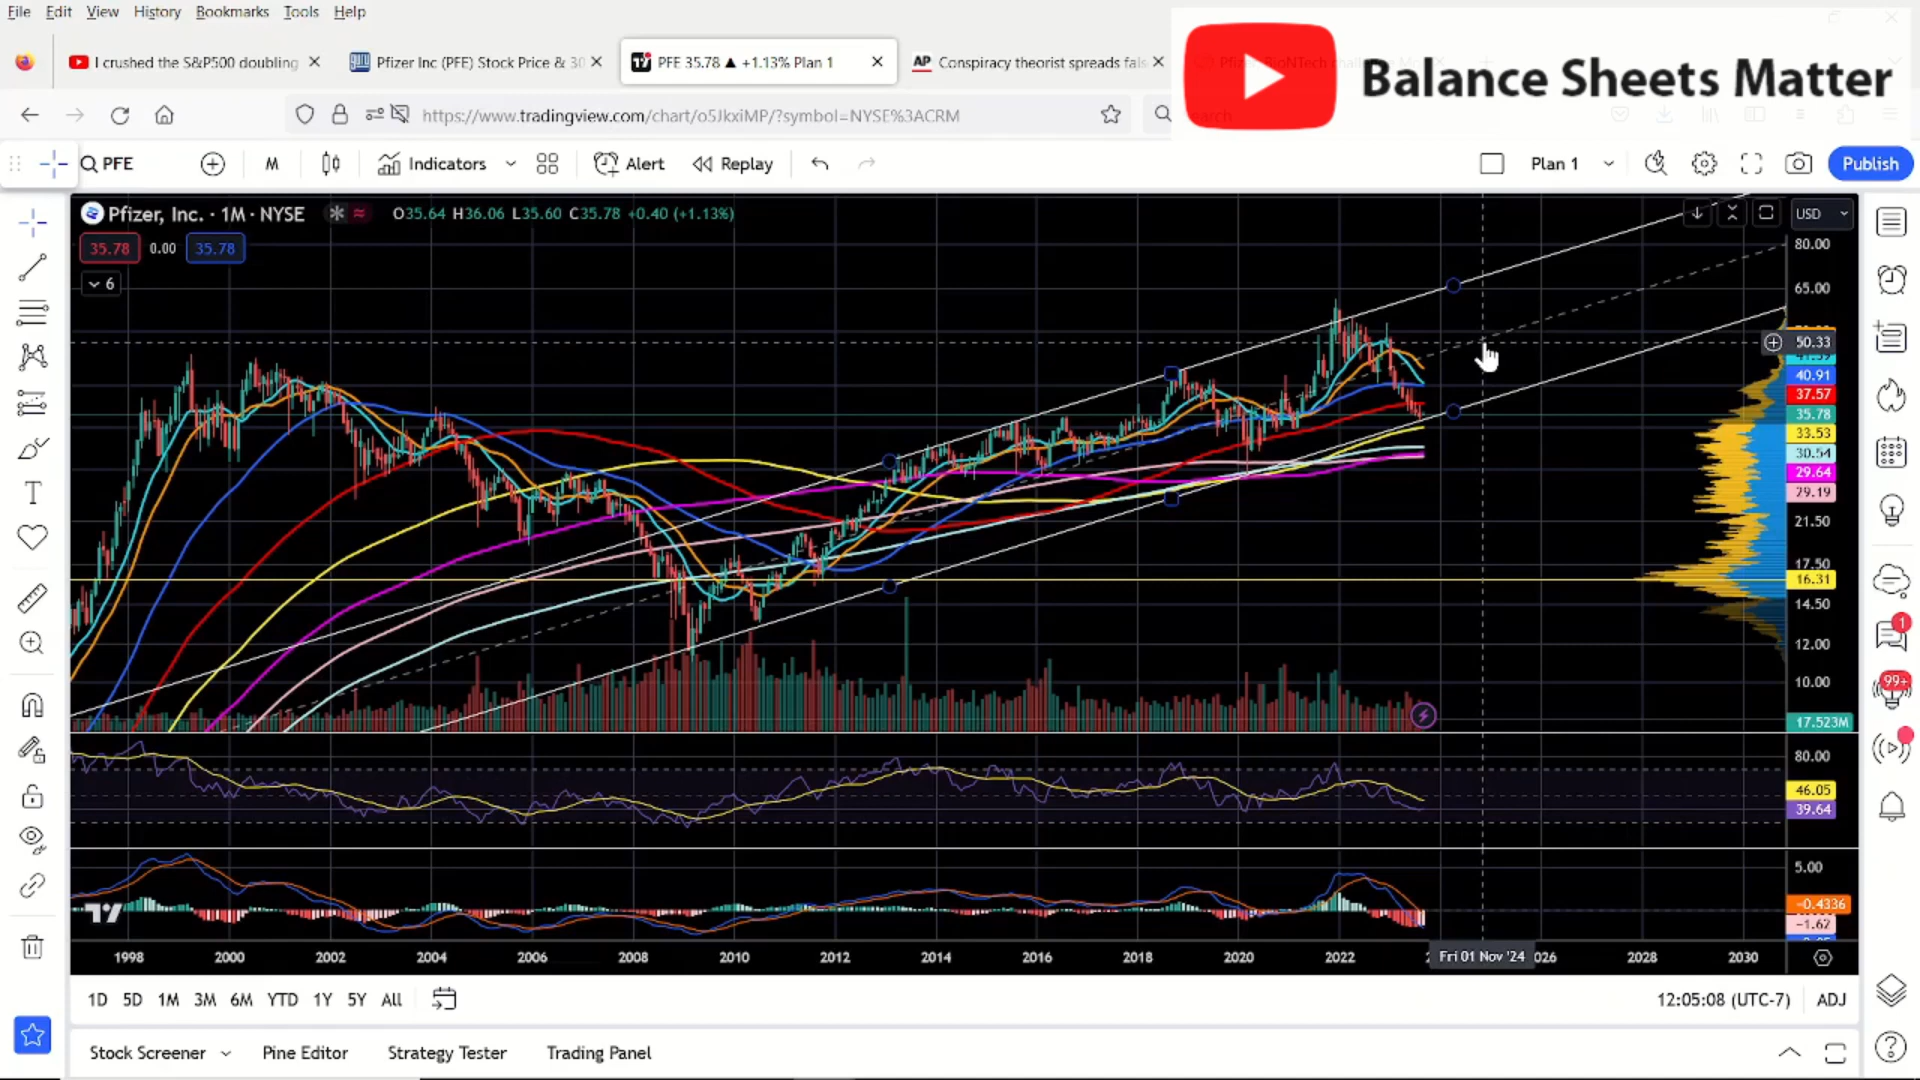 File Edit View History Bookmarks Tools Help
I crushed the S&P500 doubling
Pfizer Inc (PFE) Stock Price & 30
PFE 35.78 ▲ +1.13% Plan 1
AP Conspiracy theorist spreads fals
Balance Sheets Matter
https://www.tradingview.com/chart/o5JkxiMP/?symbol=NYSE%3ACRM
PFE
M
Indicators
Alert
Replay
Plan 1
Publish
Pfizer, Inc. · 1M · NYSE
O35.64 H36.06 L35.60 C35.78 +0.40 (+1.13%)
USD
35.78 0.00 35.78
6
80.00
65.00
50.33
40.91
37.57
35.78
33.53
30.54
29.64
29.19
21.50
17.50
16.31
14.50
12.00
10.00
17.523M
80.00
46.05
39.64
5.00
−0.4336
−1.62
1
99+
1998 2000 2002 2004 2006 2008 2010 2012 2014 2016 2018 2020 2022 2 Fri 01 Nov '24 026 2028 2030
1D 5D 1M 3M 6M YTD 1Y 5Y All
12:05:08 (UTC-7) ADJ
Stock Screener Pine Editor Strategy Tester Trading Panel